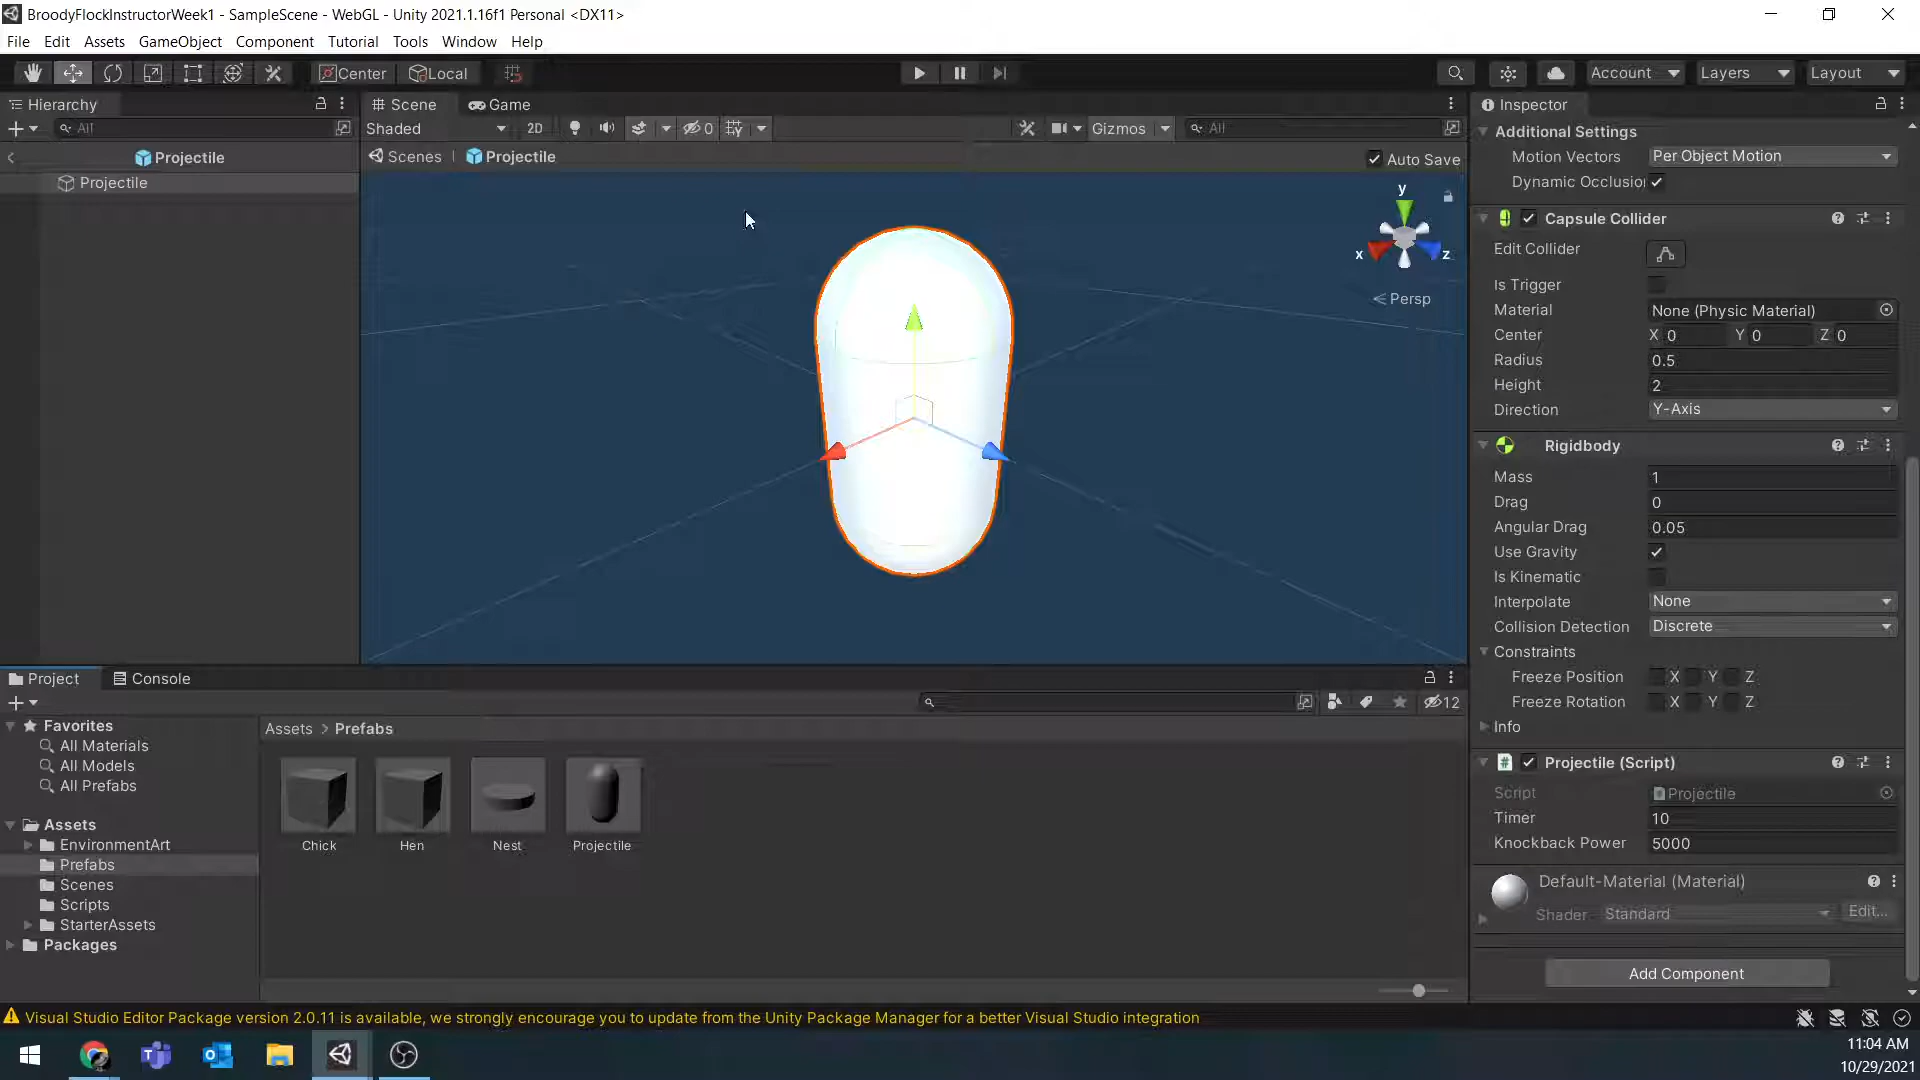 BroodyFlockInstructorWeek1 - SampleScene - WebGL - Unity 2021.1.16f1 Personal <DX11>
File Edit Assets GameObject Component Tutorial Tools Window Help
Center Local Account Layers Layout
Hierarchy Scene Game Inspector
All Shaded 2D 0 Gizmos All
Projectile
Scenes Projectile Auto Save
Projectile
y
x z
Persp
Additional Settings
Motion Vectors Per Object Motion
Dynamic Occlusion
Capsule Collider
Edit Collider
Is Trigger
Material None (Physic Material)
Center X 0 Y 0 Z 0
Radius 0.5
Height 2
Direction Y-Axis
Rigidbody
Mass 1
Drag 0
Angular Drag 0.05
Use Gravity
Is Kinematic
Interpolate None
Collision Detection Discrete
Constraints
Freeze Position X Y Z
Freeze Rotation X Y Z
Info
Projectile (Script)
Script Projectile
Timer 10
Knockback Power 5000
Default-Material (Material)
Shader Standard Edit...
Add Component
Project Console
12
Favorites
All Materials
All Models
All Prefabs
Assets
EnvironmentArt
Prefabs
Scenes
Scripts
StarterAssets
Packages
Assets > Prefabs
Chick Hen Nest Projectile
Visual Studio Editor Package version 2.0.11 is available, we strongly encourage you to update from the Unity Package Manager for a better Visual Studio integration
11:04 AM
10/29/2021